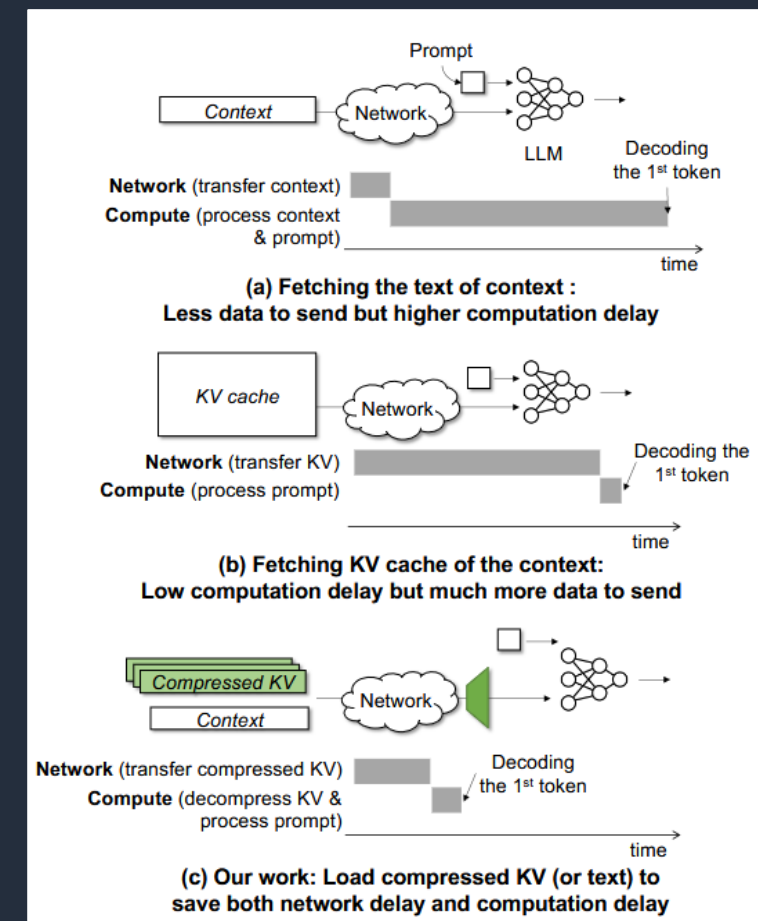 Prompt
Context
Network
LLM
Decoding
the 1st token
Network (transfer context)
Compute (process context
& prompt)
time
(a) Fetching the text of context :
Less data to send but higher computation delay
KV cache
Network
Network (transfer KV)
Compute (process prompt)
Decoding the
1st token
time
(b) Fetching KV cache of the context:
Low computation delay but much more data to send
Compressed KV
Context
Network
Network (transfer compressed KV)
Compute (decompress KV &
process prompt)
Decoding
the 1st token
time
(c) Our work: Load compressed KV (or text) to
save both network delay and computation delay